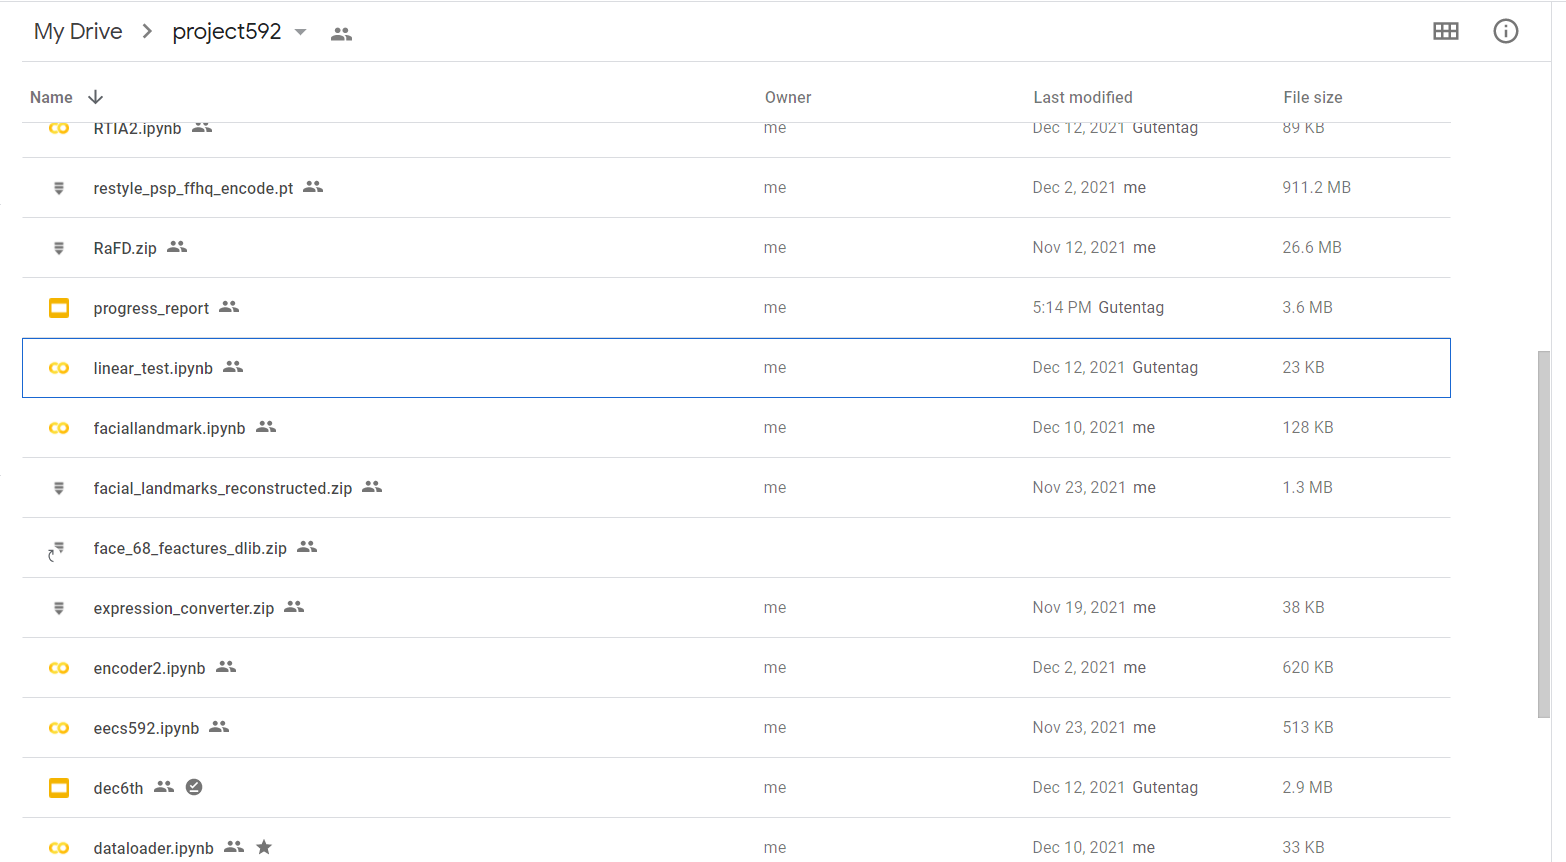 My Drive project592
Name Owner Last modified File size
RTIA2.ipynb me Dec 12, 2021 Gutentag 89 KB
restyle_psp_ffhq_encode.pt me Dec 2, 2021 me 911.2 MB
RaFD.zip me Nov 12, 2021 me 26.6 MB
progress_report me 5:14 PM Gutentag 3.6 MB
linear_test.ipynb me Dec 12, 2021 Gutentag 23 KB
faciallandmark.ipynb me Dec 10, 2021 me 128 KB
facial_landmarks_reconstructed.zip me Nov 23, 2021 me 1.3 MB
face_68_feactures_dlib.zip
expression_converter.zip me Nov 19, 2021 me 38 KB
encoder2.ipynb me Dec 2, 2021 me 620 KB
eecs592.ipynb me Nov 23, 2021 me 513 KB
dec6th me Dec 12, 2021 Gutentag 2.9 MB
dataloader.ipynb me Dec 10, 2021 me 33 KB